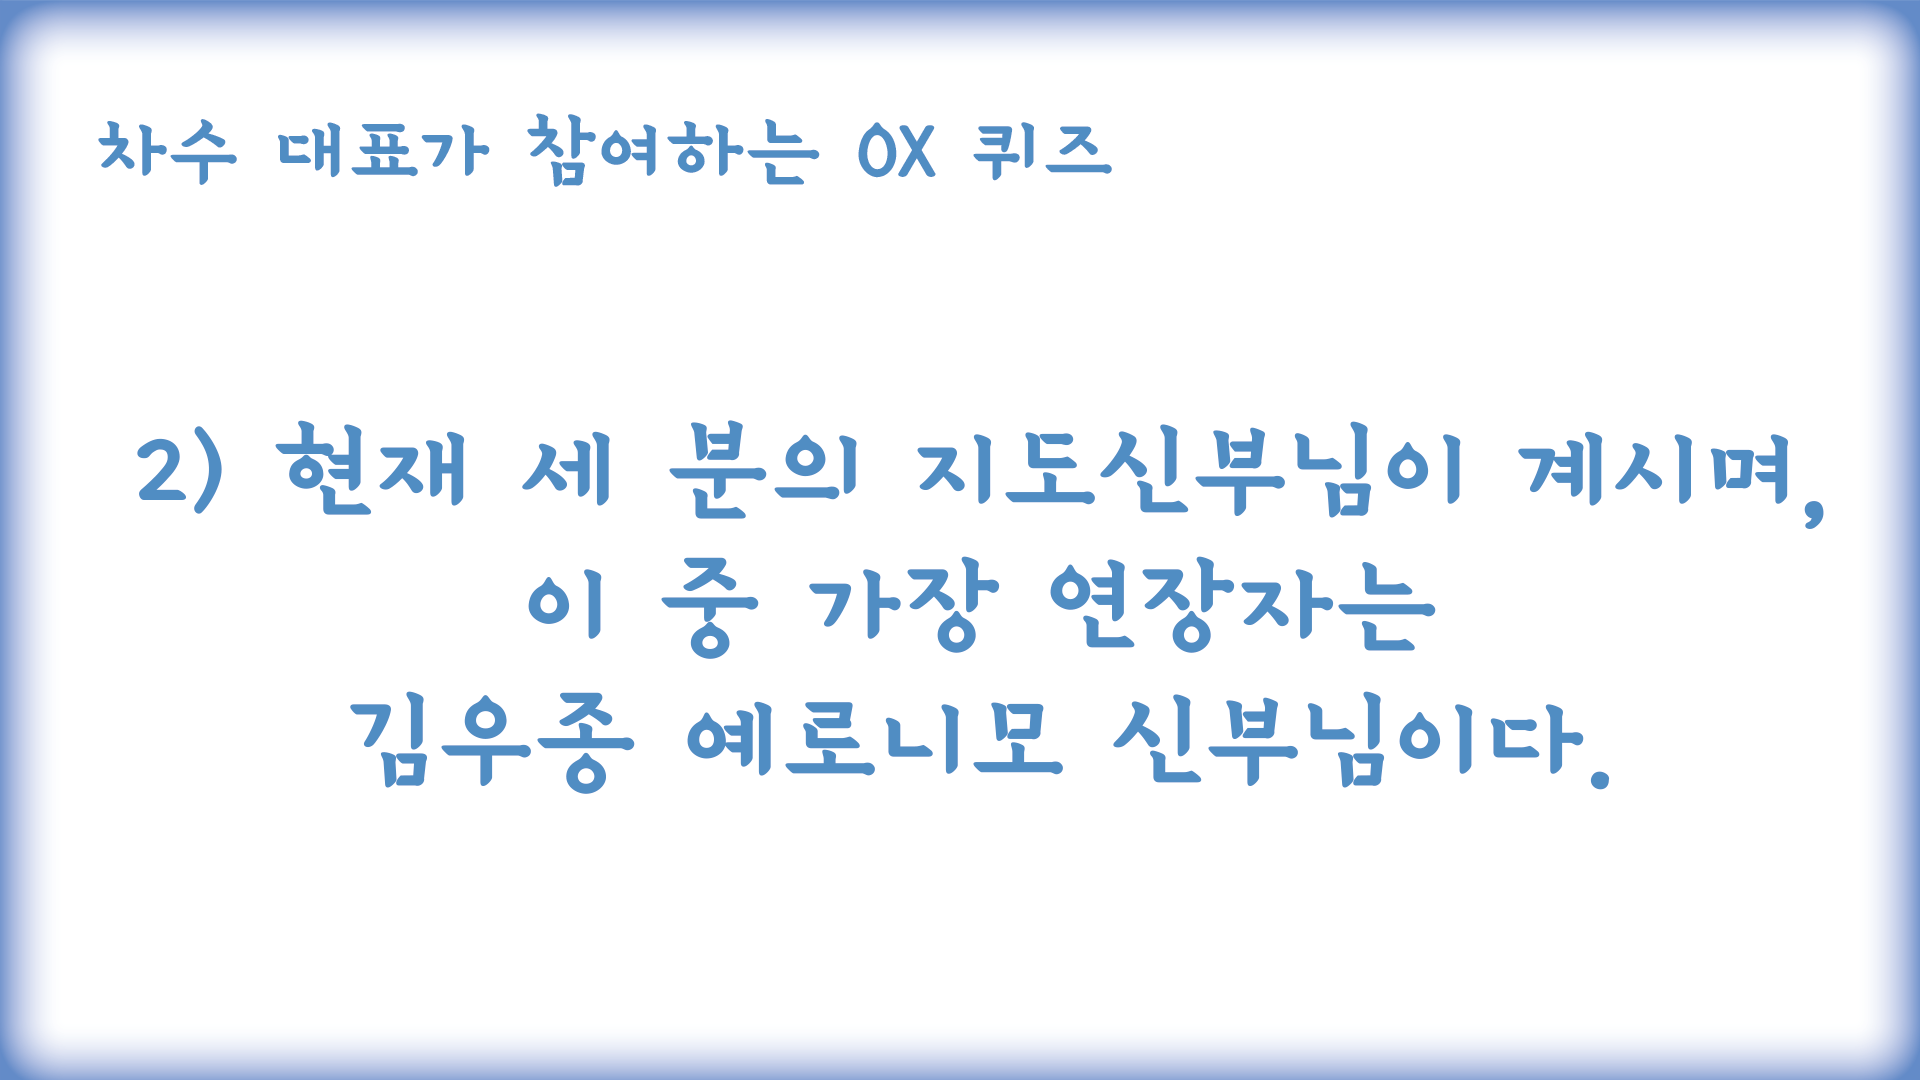 차수 대표가 참여하는 OX 퀴즈
2) 현재 세 분의 지도신부님이 계시며,
이 중 가장 연장자는
김우종 예로니모 신부님이다.